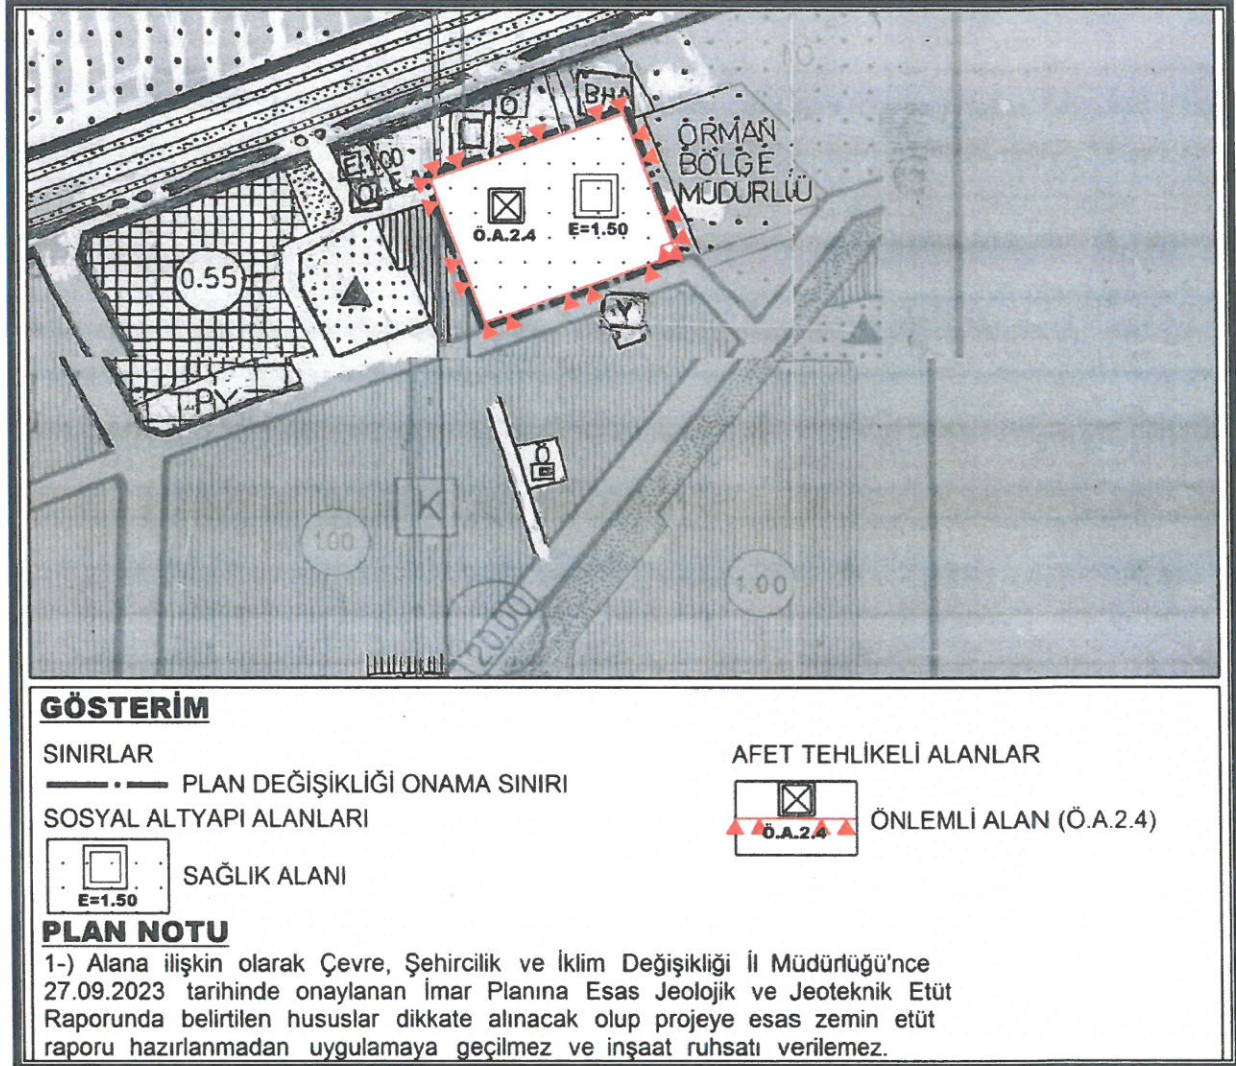 BHA
O
ORMAN
BÖLGE
MÜDÜRLÜ
E:1.00
Ö
Ö.A.2.4
E=1.50
0.55
Y
PY
Ö
K
1.00
1.00
20.00
GÖSTERİM
SINIRLAR
PLAN DEĞİŞİKLİĞİ ONAMA SINIRI
SOSYAL ALTYAPI ALANLARI
E=1.50
SAĞLIK ALANI
AFET TEHLİKELİ ALANLAR
Ö.A.2.4
ÖNLEMLİ ALAN (Ö.A.2.4)
PLAN NOTU
1-) Alana ilişkin olarak Çevre, Şehircilik ve İklim Değişikliği İl Müdürlüğü'nce
27.09.2023 tarihinde onaylanan İmar Planına Esas Jeolojik ve Jeoteknik Etüt
Raporunda belirtilen hususlar dikkate alınacak olup projeye esas zemin etüt
raporu hazırlanmadan uygulamaya geçilmez ve inşaat ruhsatı verilemez.